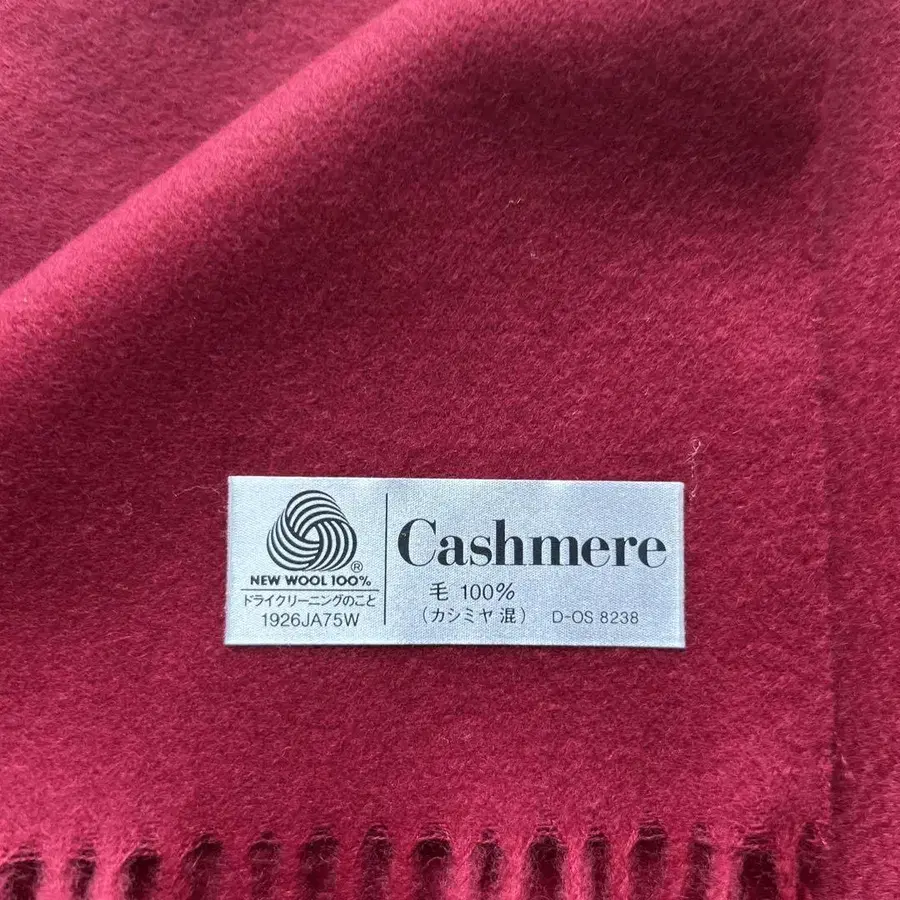 ®
NEW WOOL 100%
ドライクリーニングのこと
1926JA75W
Cashmere
毛 100%
(カシミヤ 混) D-OS 8238